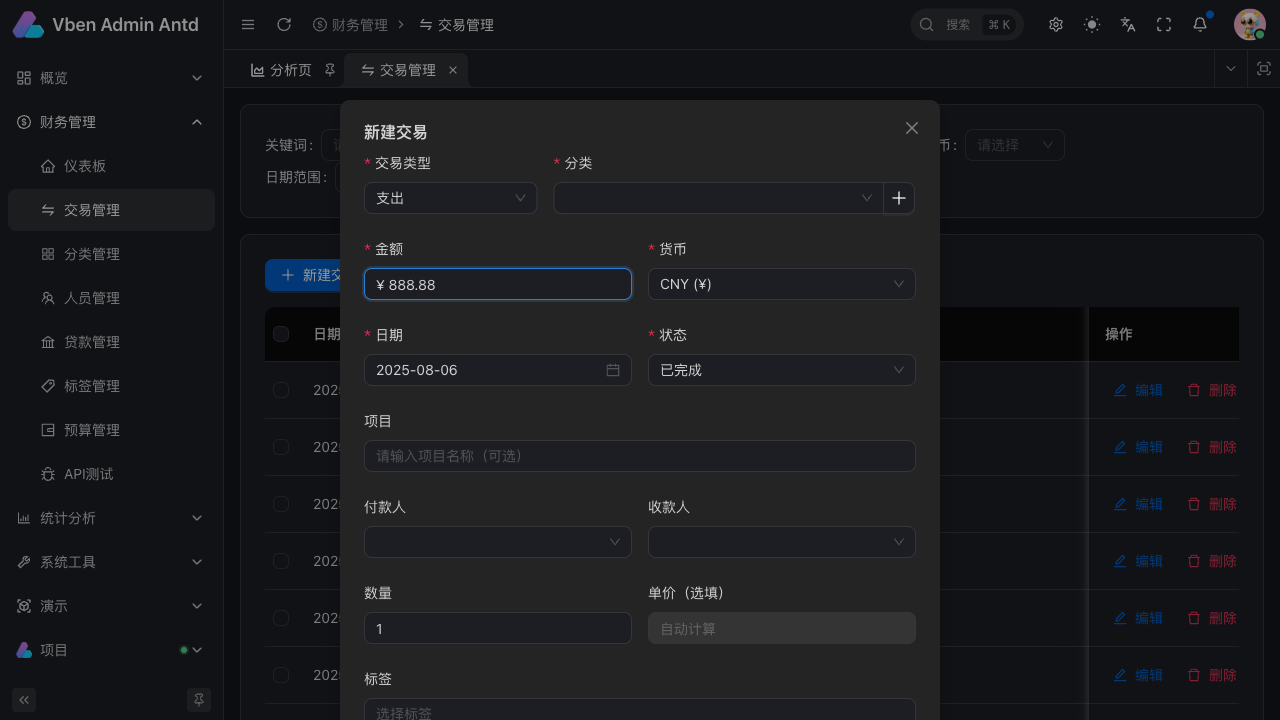 Vben Admin Antd
财务管理
交易管理
搜索
⌘ K
概览
财务管理
仪表板
交易管理
分类管理
人员管理
贷款管理
标签管理
预算管理
API测试
统计分析
系统工具
演示
项目
分析页
交易管理
关键词:
日期范围:
币:
请选择
新建交
日期
操作
编辑 删除
编辑 删除
编辑 删除
编辑 删除
编辑 删除
编辑 删除
新建交易
* 交易类型
* 分类
支出
* 金额
* 货币
¥ 888.88
CNY (¥)
* 日期
* 状态
2025-08-06
已完成
项目
请输入项目名称（可选）
付款人
收款人
数量
单价（选填）
1
自动计算
标签
选择标签